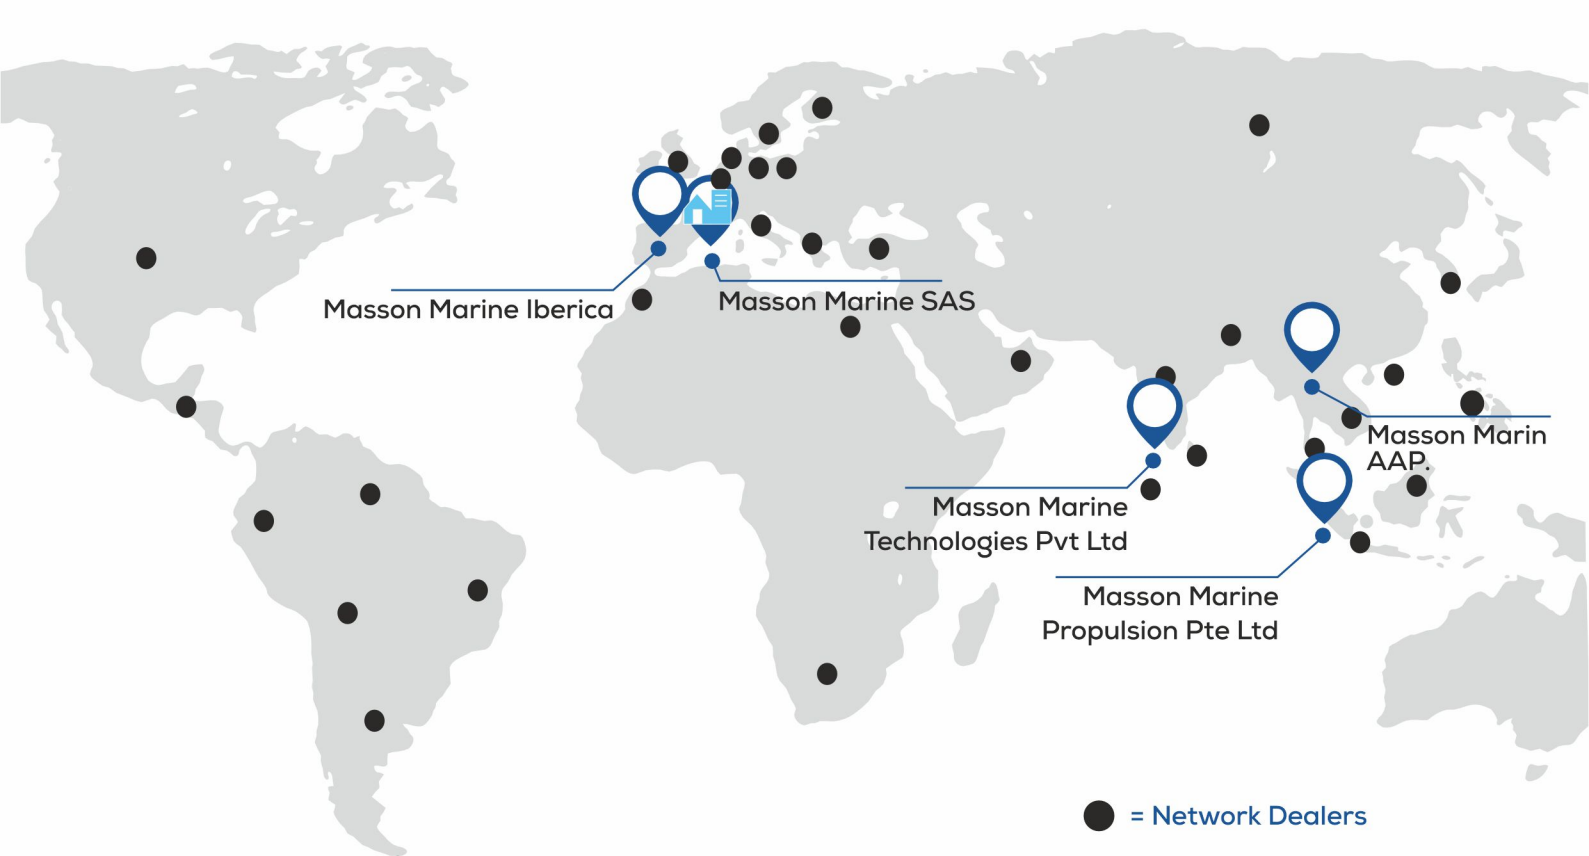 Masson Marine Iberica
Masson Marine SAS
Masson Marin
AAP.
Masson Marine
Technologies Pvt Ltd
Masson Marine
Propulsion Pte Ltd
= Network Dealers